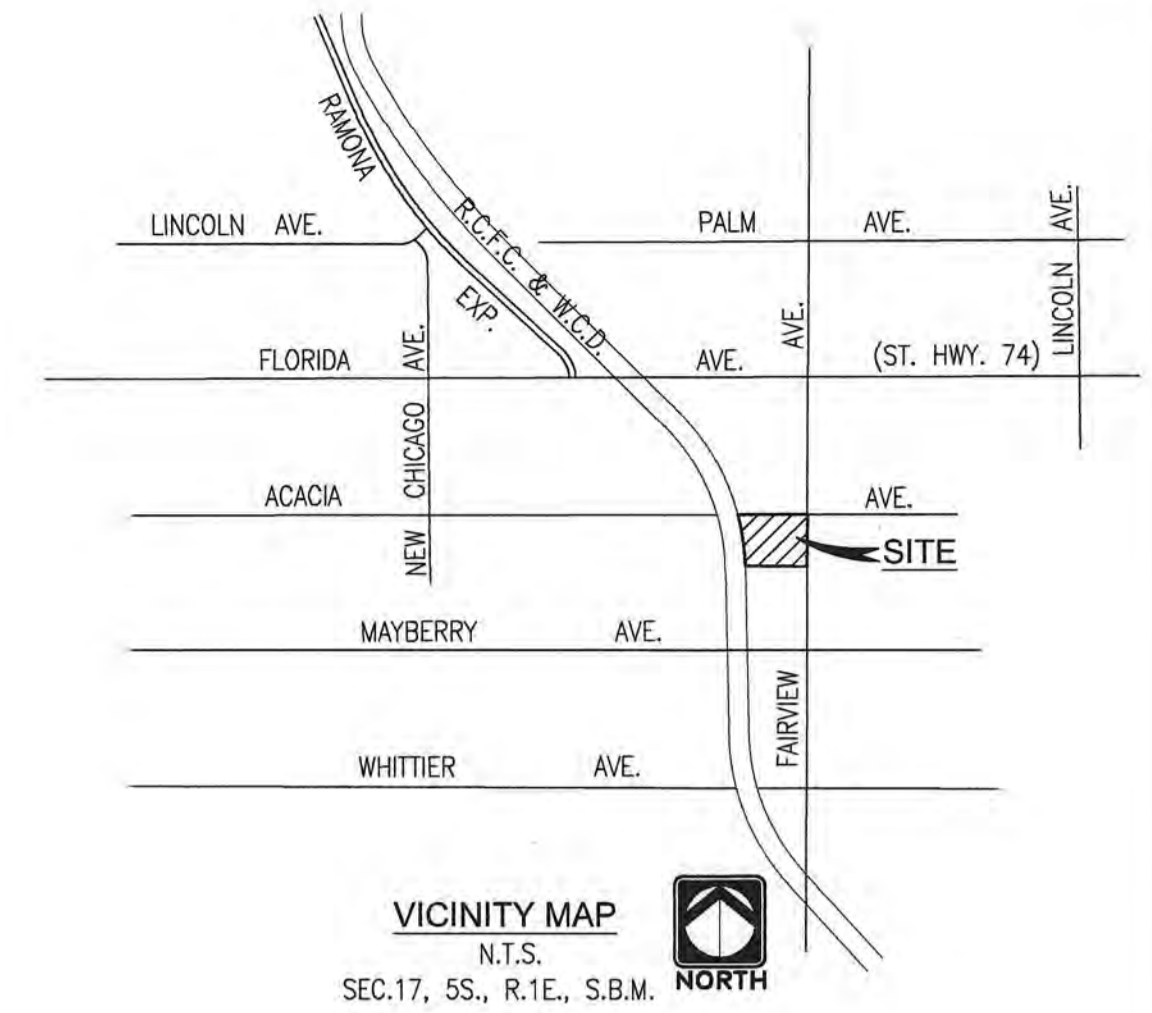 RAMONA
EXP.
R.C.F.C. & W.C.D.
LINCOLN AVE.
PALM AVE.
LINCOLN AVE.
FLORIDA AVE. (ST. HWY. 74)
NEW CHICAGO AVE.
ACACIA AVE.
SITE
MAYBERRY AVE.
FAIRVIEW AVE.
WHITTIER AVE.
VICINITY MAP
N.T.S.
SEC.17, 5S., R.1E., S.B.M.
NORTH